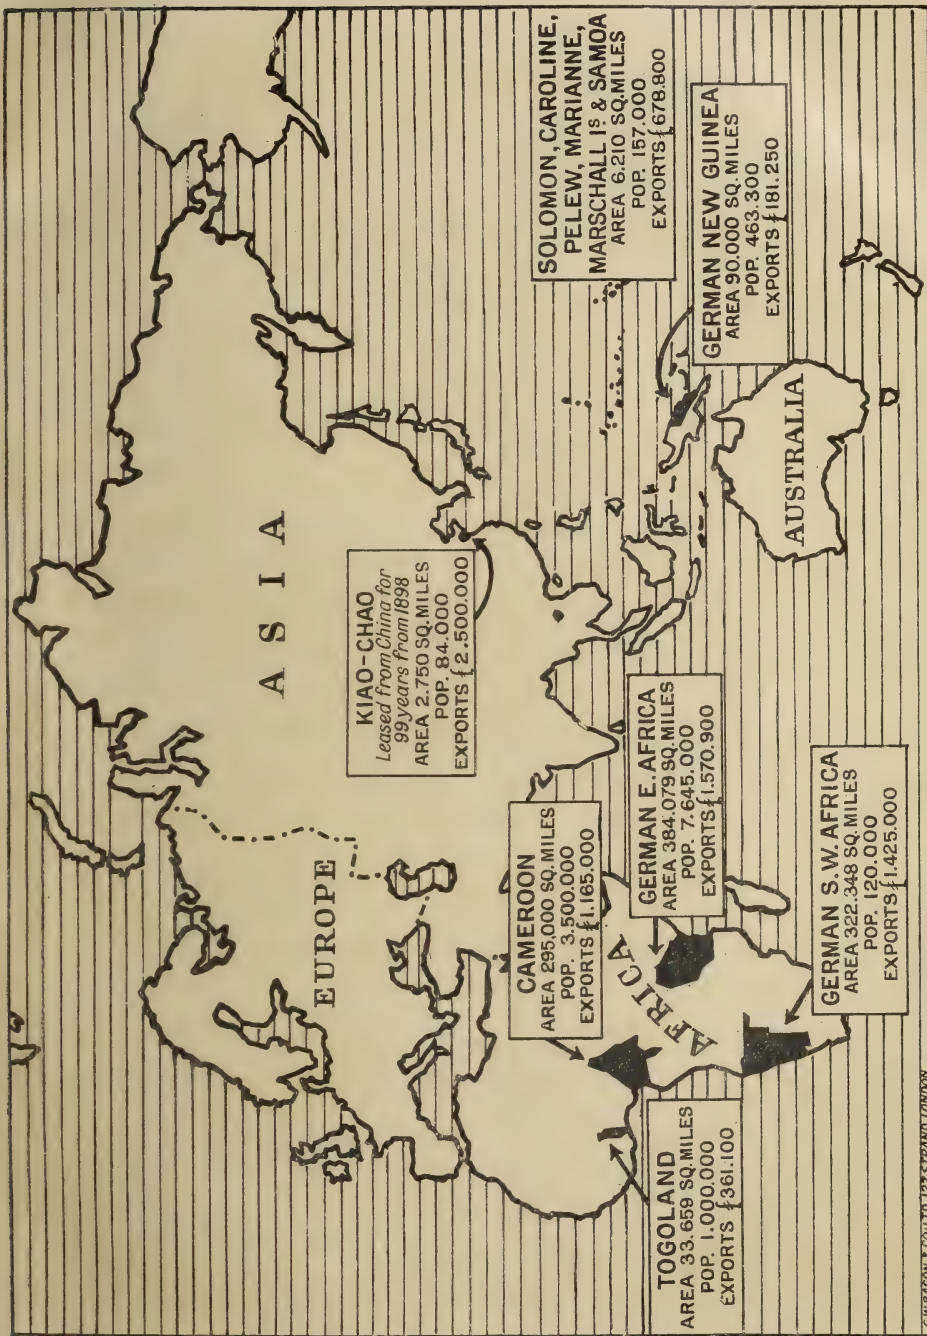 EUROPE
A S I A
AFRICA
AUSTRALIA
KIAO-CHAO
Leased from China for
99 years from 1898
AREA 2.750 SQ.MILES
POP. 84.000
EXPORTS £2.500.000
SOLOMON, CAROLINE,
PELEW, MARIANNE,
MARSCHALL Iˢ & SAMOA
AREA 6.210 SQ.MILES
POP. 157.000
EXPORTS £678.800
GERMAN NEW GUINEA
AREA 90.000 SQ.MILES
POP. 463.300
EXPORTS £181.250
CAMEROON
AREA 295,000 SQ.MILES
POP. 3.500.000
EXPORTS £1.165.000
GERMAN E. AFRICA
AREA 384.079 SQ.MILES
POP. 7.645.000
EXPORTS £1.570.900
TOGOLAND
AREA 33.659 SQ.MILES
POP. 1.000.000
EXPORTS £361.100
GERMAN S.W. AFRICA
AREA 322.348 SQ.MILES
POP. 120.000
EXPORTS £1.425.000
STRAND, LONDON